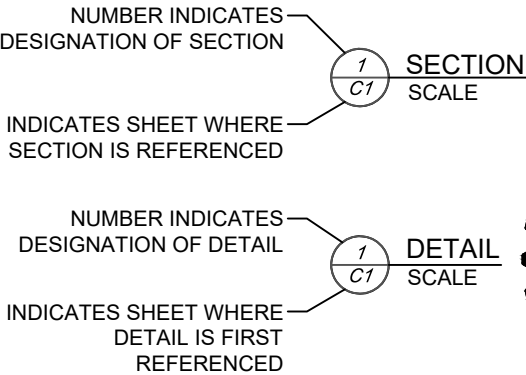 NUMBER INDICATES
DESIGNATION OF SECTION
1
C1
SECTION
SCALE
INDICATES SHEET WHERE
SECTION IS REFERENCED
NUMBER INDICATES
DESIGNATION OF DETAIL
1
C1
DETAIL
SCALE
INDICATES SHEET WHERE
DETAIL IS FIRST
REFERENCED